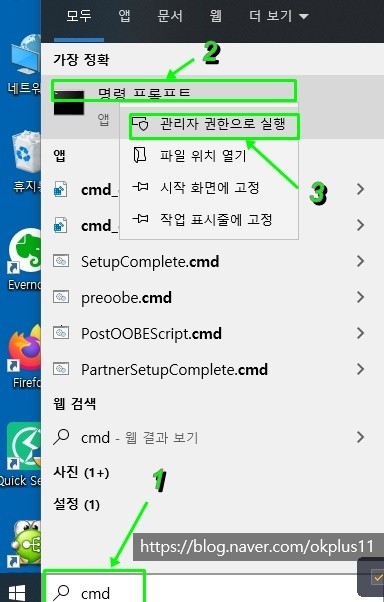 모두 앱 문서 웹 더 보기
가장 정확
2
네트워
명령 프롬프트
앱
관리자 권한으로 실행
앱
파일 위치 열기
휴지통
cmd_
시작 화면에 고정
3
cmd_
작업 표시줄에 고정
SetupComplete.cmd
Everno
preoobe.cmd
PostOOBEScript.cmd
Firefo
PartnerSetupComplete.cmd
웹 검색
cmd - 웹 결과 보기
사진 (1+)
Quick Se
1
설정 (1)
https://blog.naver.com/okplus11
cmd